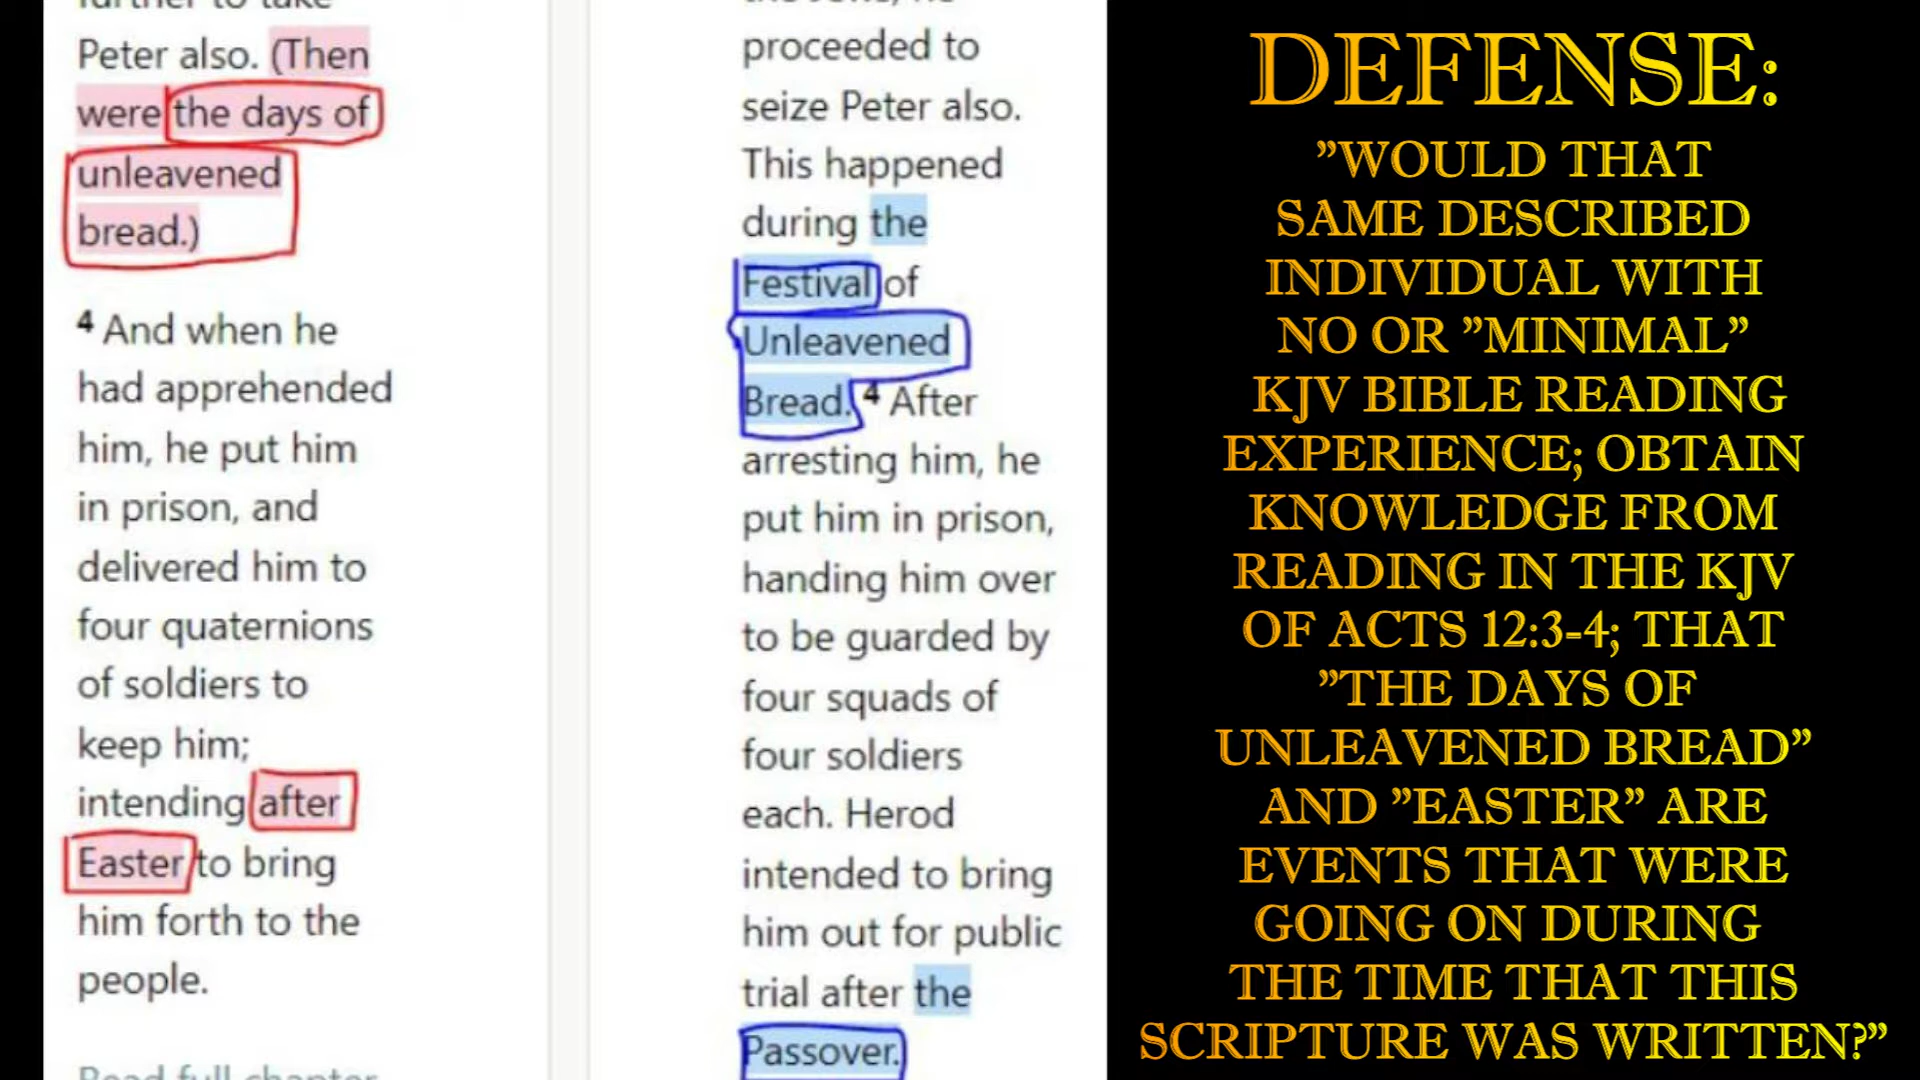 further to take
Peter also. (Then
were the days of
unleavened
bread.)
4 And when he
had apprehended
him, he put him
in prison, and
delivered him to
four quaternions
of soldiers to
keep him;
intending after
Easter to bring
him forth to the
people.
Read full chapter
proceeded to
seize Peter also.
This happened
during the
Festival of
Unleavened
Bread. 4 After
arresting him, he
put him in prison,
handing him over
to be guarded by
four squads of
four soldiers
each. Herod
intended to bring
him out for public
trial after the
Passover.
DEFENSE:
”WOULD THAT
SAME DESCRIBED
INDIVIDUAL WITH
NO OR ”MINIMAL”
KJV BIBLE READING
EXPERIENCE; OBTAIN
KNOWLEDGE FROM
READING IN THE KJV
OF ACTS 12:3-4; THAT
”THE DAYS OF
UNLEAVENED BREAD”
AND ”EASTER” ARE
EVENTS THAT WERE
GOING ON DURING
THE TIME THAT THIS
SCRIPTURE WAS WRITTEN?”